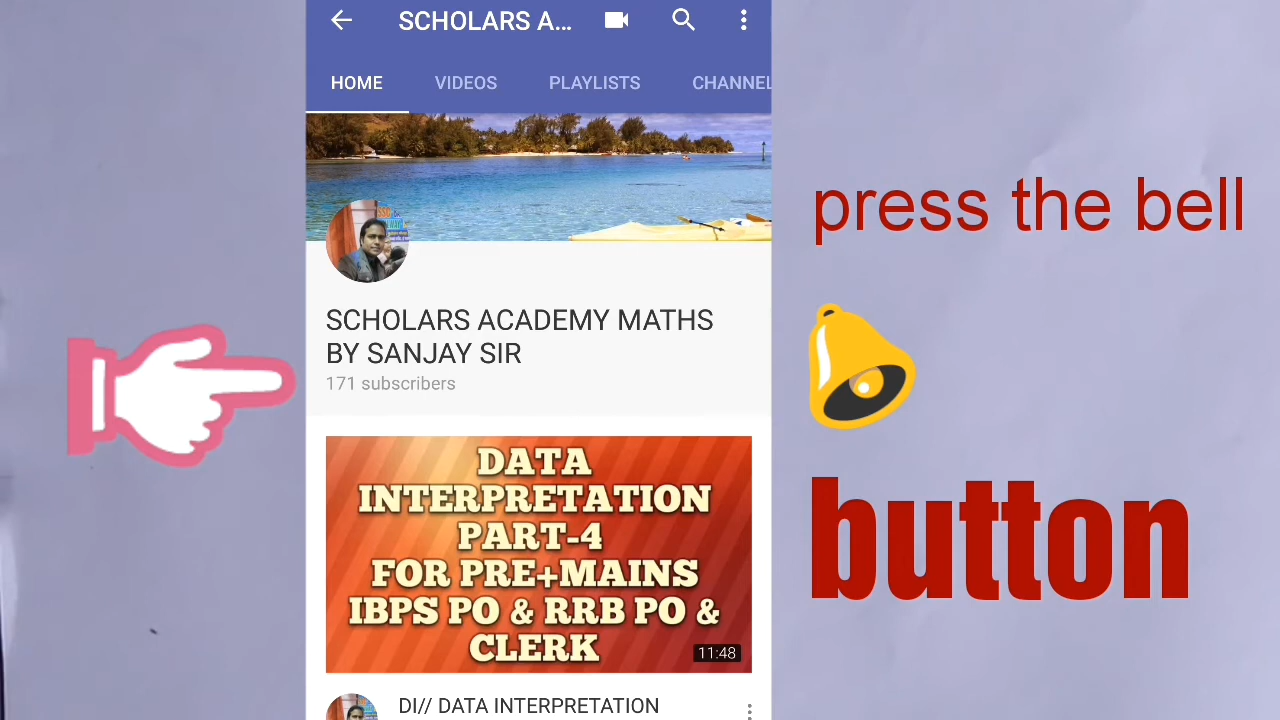 SCHOLARS A...
HOME VIDEOS PLAYLISTS CHANNEL
SCHOLARS ACADEMY MATHS
BY SANJAY SIR
171 subscribers
DATA
INTERPRETATION
PART-4
FOR PRE+MAINS
IBPS PO & RRB PO &
CLERK
11:48
DI// DATA INTERPRETATION
press the bell
button